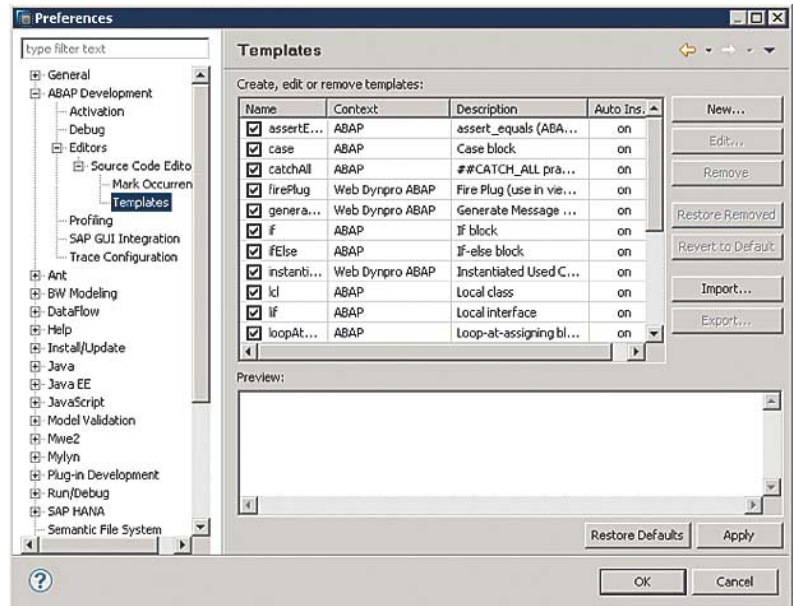 Preferences
type filter text
General
ABAP Development
Activation
Debug
Editors
Source Code Edito
Mark Occurren
Templates
Profiling
SAP GUI Integration
Trace Configuration
Ant
BW Modeling
DataFlow
Help
Install/Update
Java
Java EE
JavaScript
Model Validation
Mwe2
Mylyn
Plug-in Development
Run/Debug
SAP HANA
Semantic File System
Templates
Create, edit or remove templates:
Name Context Description Auto Ins.
assertE... ABAP assert_equals (ABA... on
case ABAP Case block on
catchAll ABAP ##CATCH_ALL pra... on
firePlug Web Dynpro ABAP Fire Plug (use in vie... on
genera... Web Dynpro ABAP Generate Message ... on
if ABAP If block on
ifElse ABAP If-else block on
instanti... Web Dynpro ABAP Instantiated Used C... on
lcl ABAP Local class on
lif ABAP Local interface on
loopAt... ABAP Loop-at-assigning bl... on
New...
Edit...
Remove
Restore Removed
Revert to Default
Import...
Export...
Preview:
Restore Defaults Apply
? OK Cancel